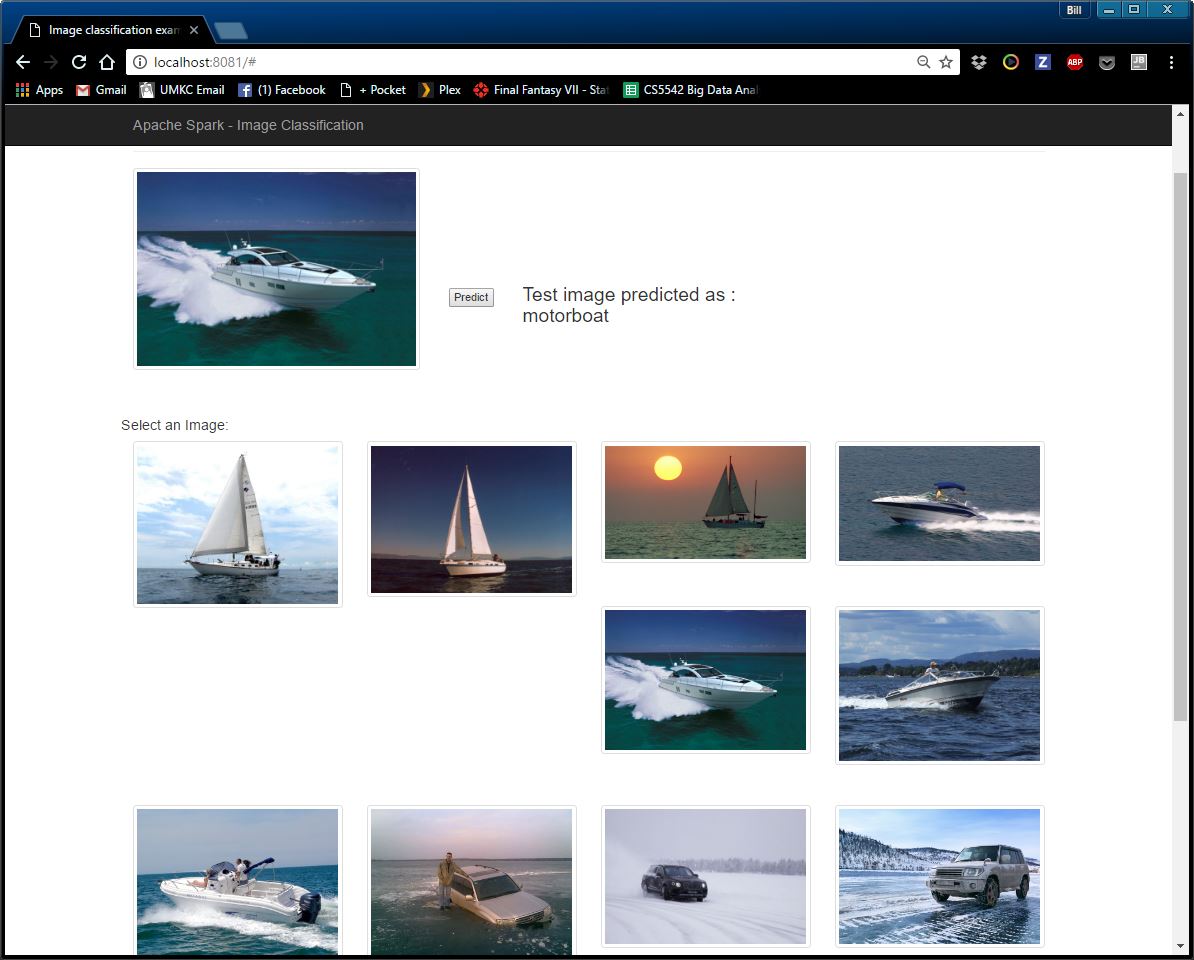 Bill
Image classification exar
localhost:8081/#
Z ABP JB
Apps Gmail UMKC Email (1) Facebook + Pocket Plex Final Fantasy VII - Stat CS5542 Big Data Anal
Apache Spark - Image Classification
Predict
Test image predicted as :
motorboat
Select an Image: